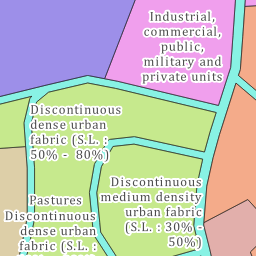 Industrial,
commercial,
public,
military and
private units
Discontinuous
dense urban
fabric (S.L. :
50% - 80%)
Discontinuous
medium density
urban fabric
(S.L. : 30% -
50%)
Pastures
Discontinuous
dense urban
fabric (S.L. :